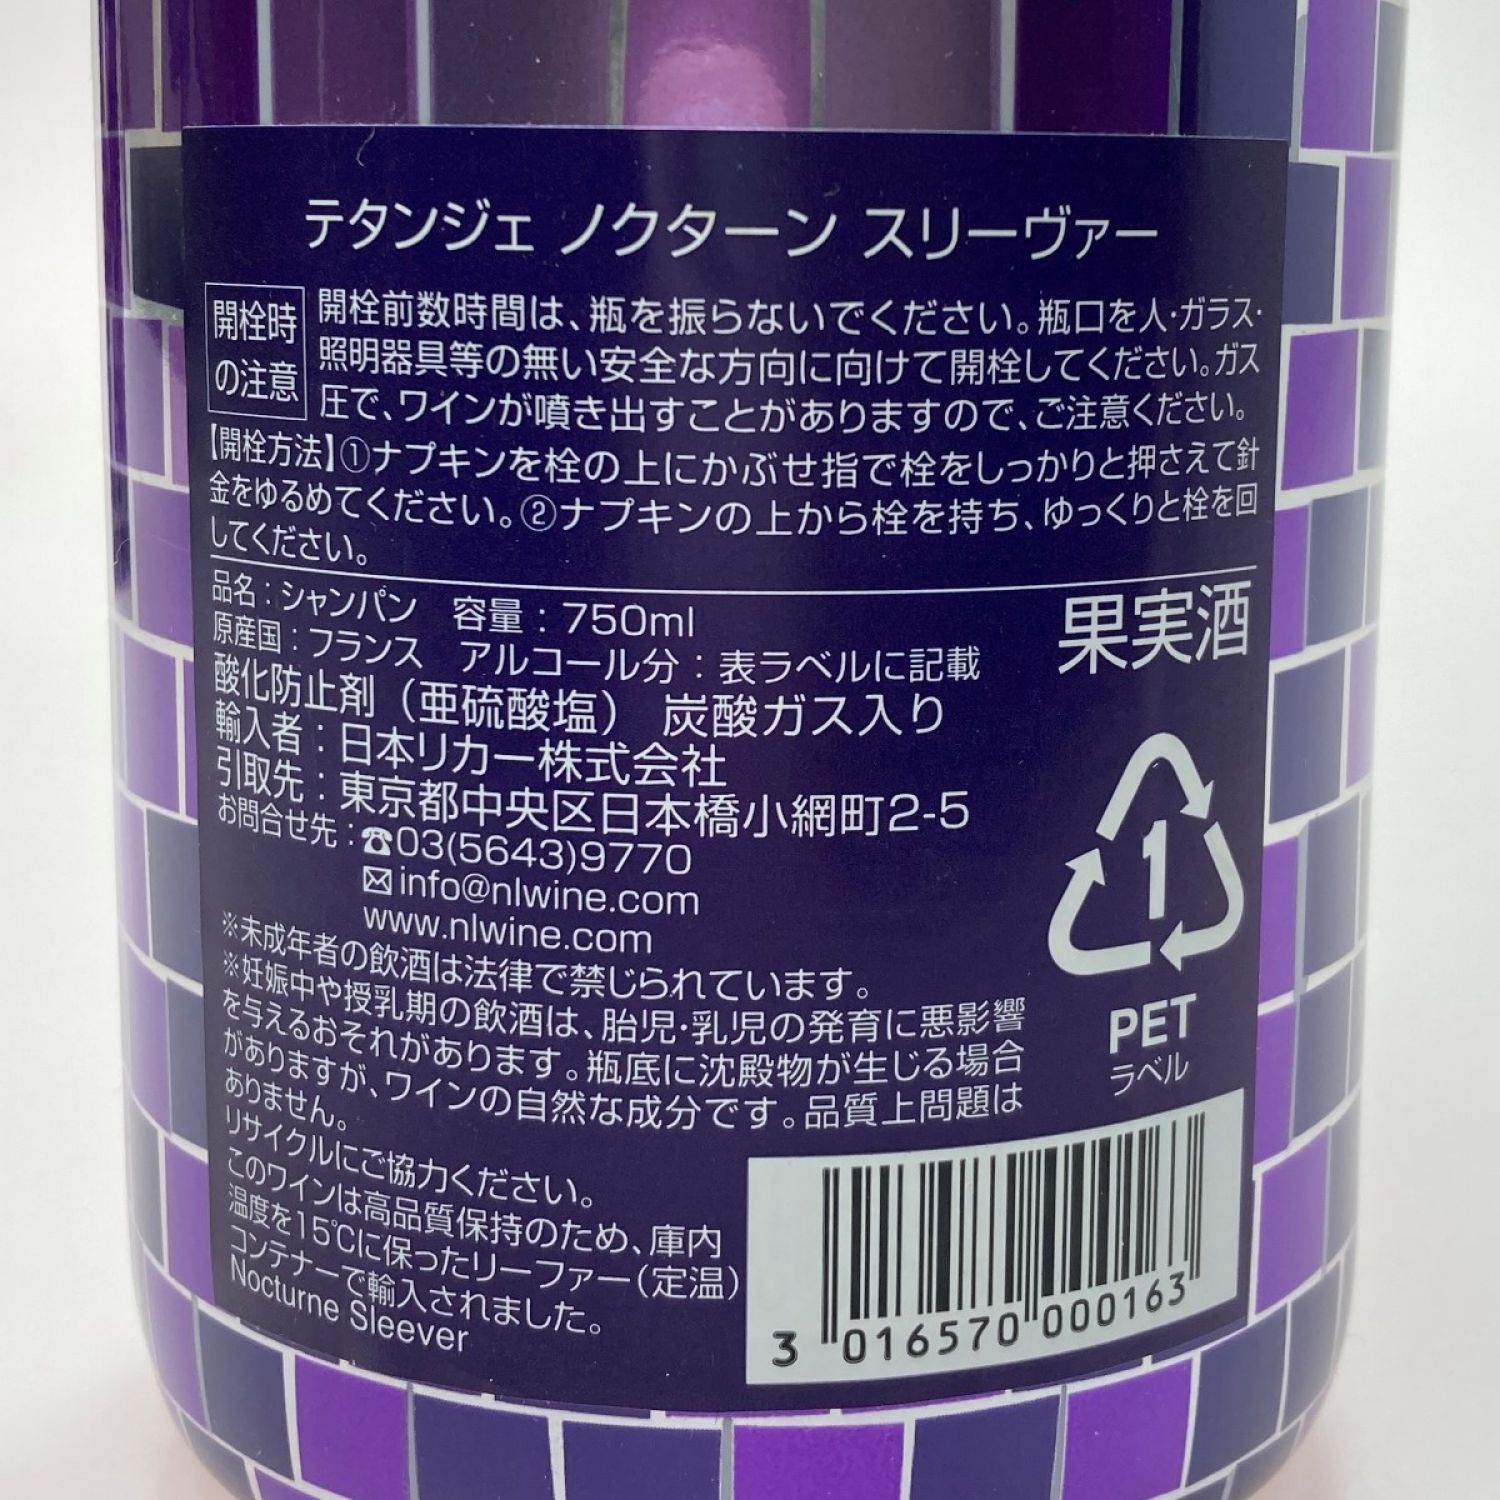 テタンジェ ノクターン スリーヴァー
開栓時の注意
開栓前数時間は、瓶を振らないでください。瓶口を人・ガラス・
照明器具等の無い安全な方向に向けて開栓してください。ガス
圧で、ワインが噴き出すことがありますので、ご注意ください。
【開栓方法】①ナプキンを栓の上にかぶせ指で栓をしっかりと押さえて針
金をゆるめてください。②ナプキンの上から栓を持ち、ゆっくりと栓を回
してください。
品名：シャンパン 容量：750ml
原産国：フランス アルコール分：表ラベルに記載
果実酒
酸化防止剤（亜硫酸塩） 炭酸ガス入り
輸入者：日本リカー株式会社
引取先：東京都中央区日本橋小網町2-5
お問合せ先：☎03(5643)9770
✉info@nlwine.com
www.nlwine.com
※未成年者の飲酒は法律で禁じられています。
※妊娠中や授乳期の飲酒は、胎児・乳児の発育に悪影響
を与えるおそれがあります。瓶底に沈殿物が生じる場合
がありますが、ワインの自然な成分です。品質上問題は
ありません。
リサイクルにご協力ください。
このワインは高品質保持のため、庫内
温度を15℃に保ったリーファー（定温）
コンテナーで輸入されました。
Nocturne Sleever
1
PET
ラベル
3 016570 000163